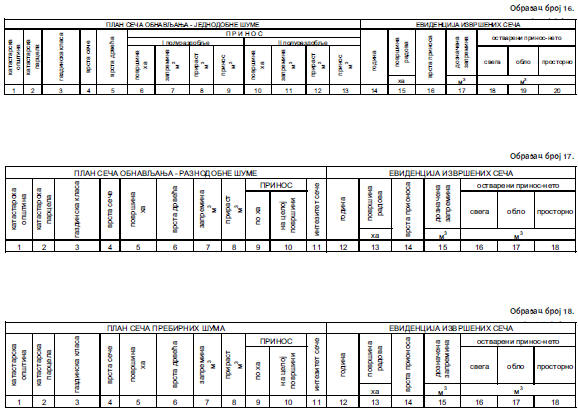 Образац број 16.
ПЛАН СЕЧА ОБНАВЉАЊА - ЈЕДНОДОБНЕ ШУМЕ ЕВИДЕНЦИЈА ИЗВРШЕНИХ СЕЧА
П Р И Н О С
I полураздобље II полураздобље остварени принос-нето
катастарска општина катастарска парцела газдинска класа врста сече врста дрвећа површина ха запремина м³ прираст м³ принос м³ површина ха запремина м³ прираст м³ принос м³ година површина радова врста приноса дозначена запремина свега обло просторно
ха м³ м³
1 2 3 4 5 6 7 8 9 10 11 12 13 14 15 16 17 18 19 20
Образац број 17.
ПЛАН СЕЧА ОБНАВЉАЊА - РАЗНОДОБНЕ ШУМЕ ЕВИДЕНЦИЈА ИЗВРШЕНИХ СЕЧА
катастарска општина катастарска парцела газдинска класа врста сече површина ха врста дрвећа запремина м³ прираст м³ ПРИНОС по ха на целој површини интезитет сече година површина радова врста приноса дозначена запремина остварени принос-нето
свега обло просторно
ха м³ м³
1 2 3 4 5 6 7 8 9 10 11 12 13 14 15 16 17 18
Образац број 18.
ПЛАН СЕЧА ПРЕБИРНИХ ШУМА ЕВИДЕНЦИЈА ИЗВРШЕНИХ СЕЧА
катастарска општина катастарска парцела газдинска класа врста сече површина ха врста дрвећа запремина м³ прираст м³ ПРИНОС по ха на целој површини интезитет сече година површина радова врста приноса дозначена запремина остварени принос-нето
свега обло просторно
ха м³ м³
1 2 3 4 5 6 7 8 9 10 11 12 13 14 15 16 17 18